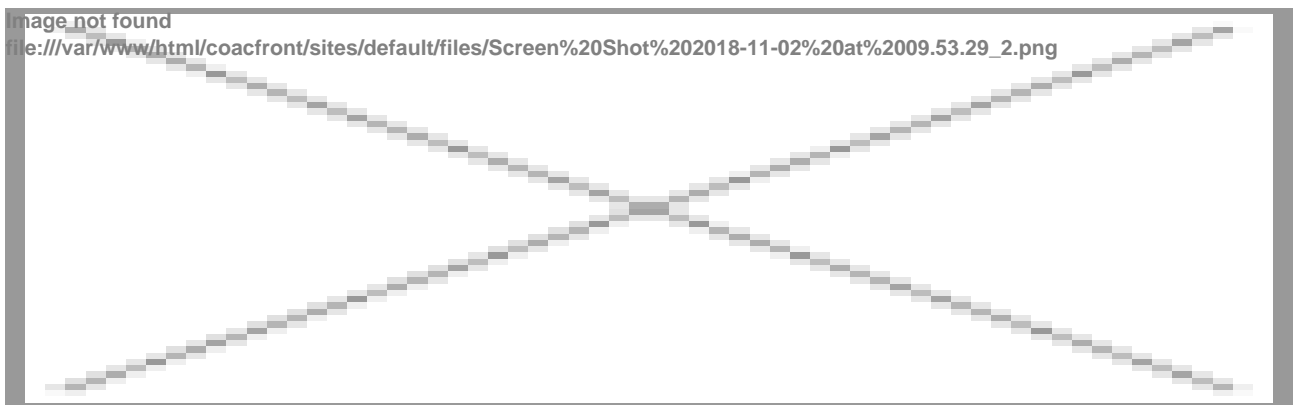 Image not found
file:///var/www/html/coacfront/sites/default/files/Screen%20Shot%202018-11-02%20at%2009.53.29_2.png